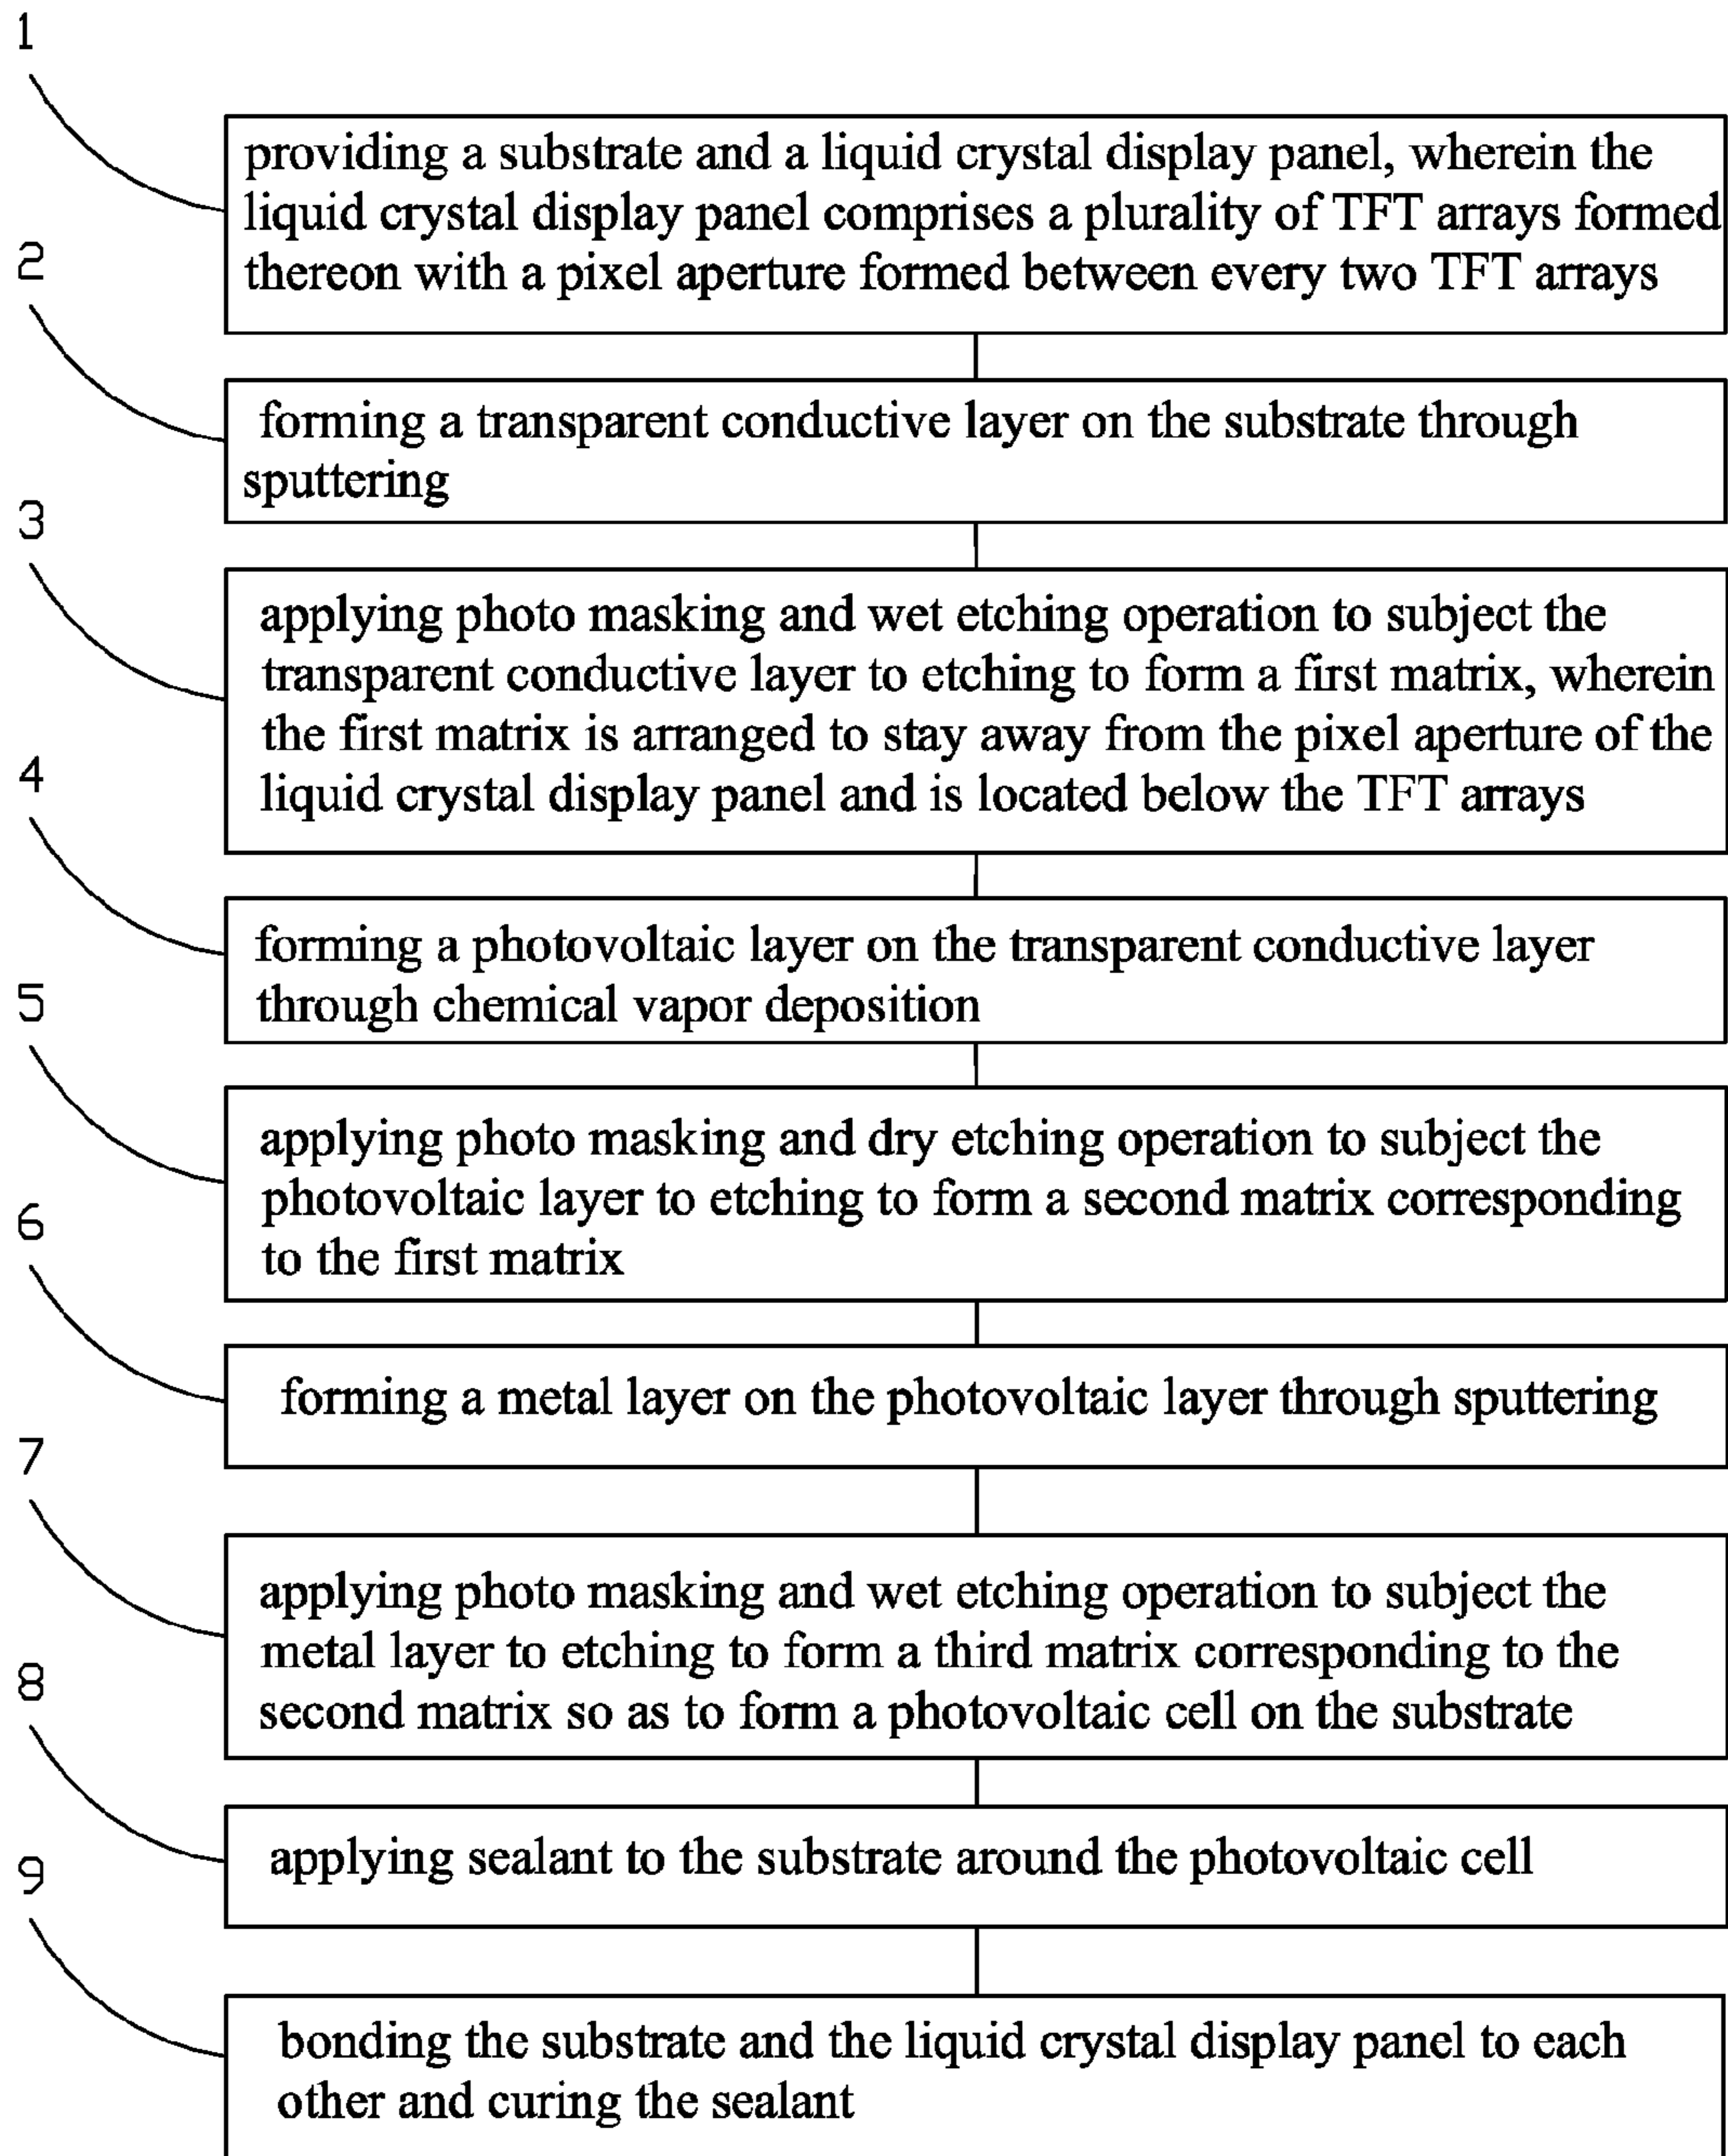 1
providing a substrate and a liquid crystal display panel, wherein the
liquid crystal display panel comprises a plurality of TFT arrays formed
thereon with a pixel aperture formed between every two TFT arrays
2
forming a transparent conductive layer on the substrate through
sputtering
3
applying photo masking and wet etching operation to subject the
transparent conductive layer to etching to form a first matrix, wherein
the first matrix is arranged to stay away from the pixel aperture of the
liquid crystal display panel and is located below the TFT arrays
4
forming a photovoltaic layer on the transparent conductive layer
through chemical vapor deposition
5
applying photo masking and dry etching operation to subject the
photovoltaic layer to etching to form a second matrix corresponding
to the first matrix
6
forming a metal layer on the photovoltaic layer through sputtering
7
applying photo masking and wet etching operation to subject the
metal layer to etching to form a third matrix corresponding to the
second matrix so as to form a photovoltaic cell on the substrate
8
applying sealant to the substrate around the photovoltaic cell
9
bonding the substrate and the liquid crystal display panel to each
other and curing the sealant